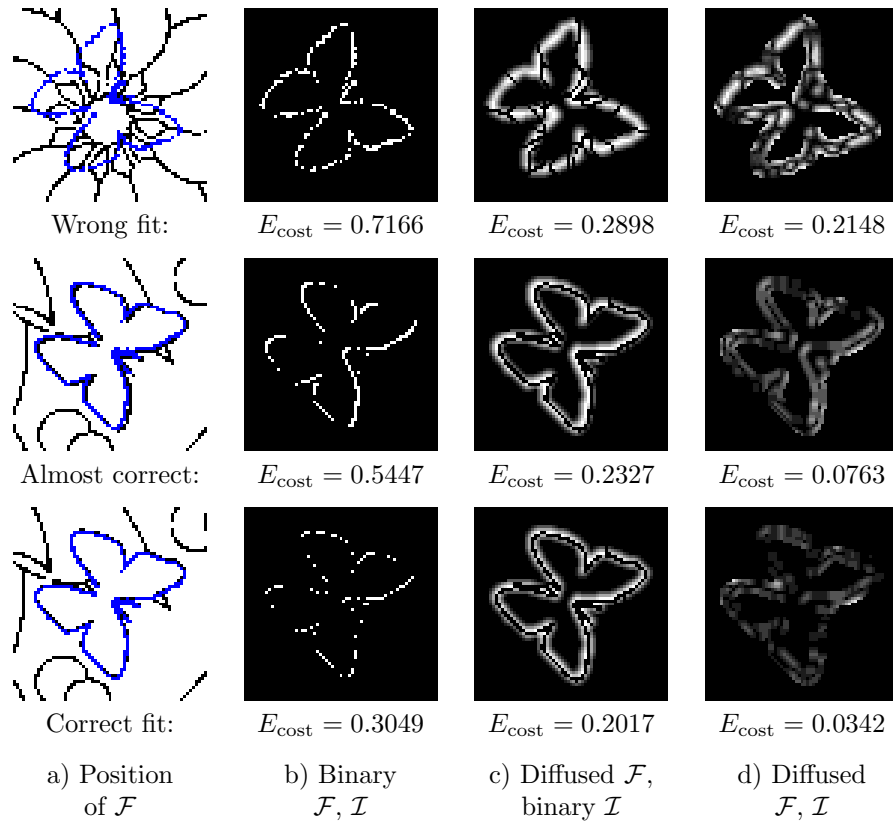 Wrong fit: E_cost = 0.7166 E_cost = 0.2898 E_cost = 0.2148
Almost correct: E_cost = 0.5447 E_cost = 0.2327 E_cost = 0.0763
Correct fit: E_cost = 0.3049 E_cost = 0.2017 E_cost = 0.0342
a) Position of ℱ
b) Binary ℱ, ℐ
c) Diffused ℱ, binary ℐ
d) Diffused ℱ, ℐ